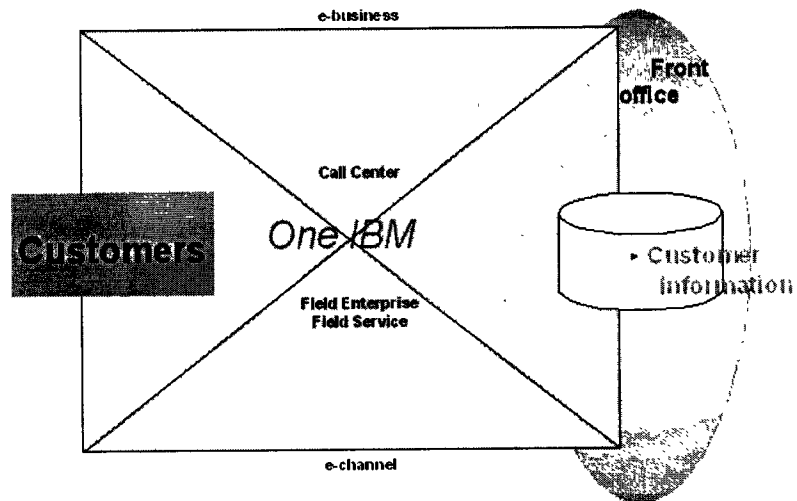 e-business
Front
office
Call Center
Customers
One IBM
Customer
Information
Field Enterprise
Field Service
e-channel